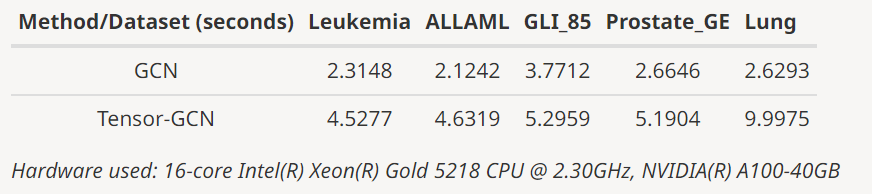 Method/Dataset (seconds) Leukemia ALLAML GLI_85 Prostate_GE Lung
GCN 2.3148 2.1242 3.7712 2.6646 2.6293
Tensor-GCN 4.5277 4.6319 5.2959 5.1904 9.9975
Hardware used: 16-core Intel(R) Xeon(R) Gold 5218 CPU @ 2.30GHz, NVIDIA(R) A100-40GB